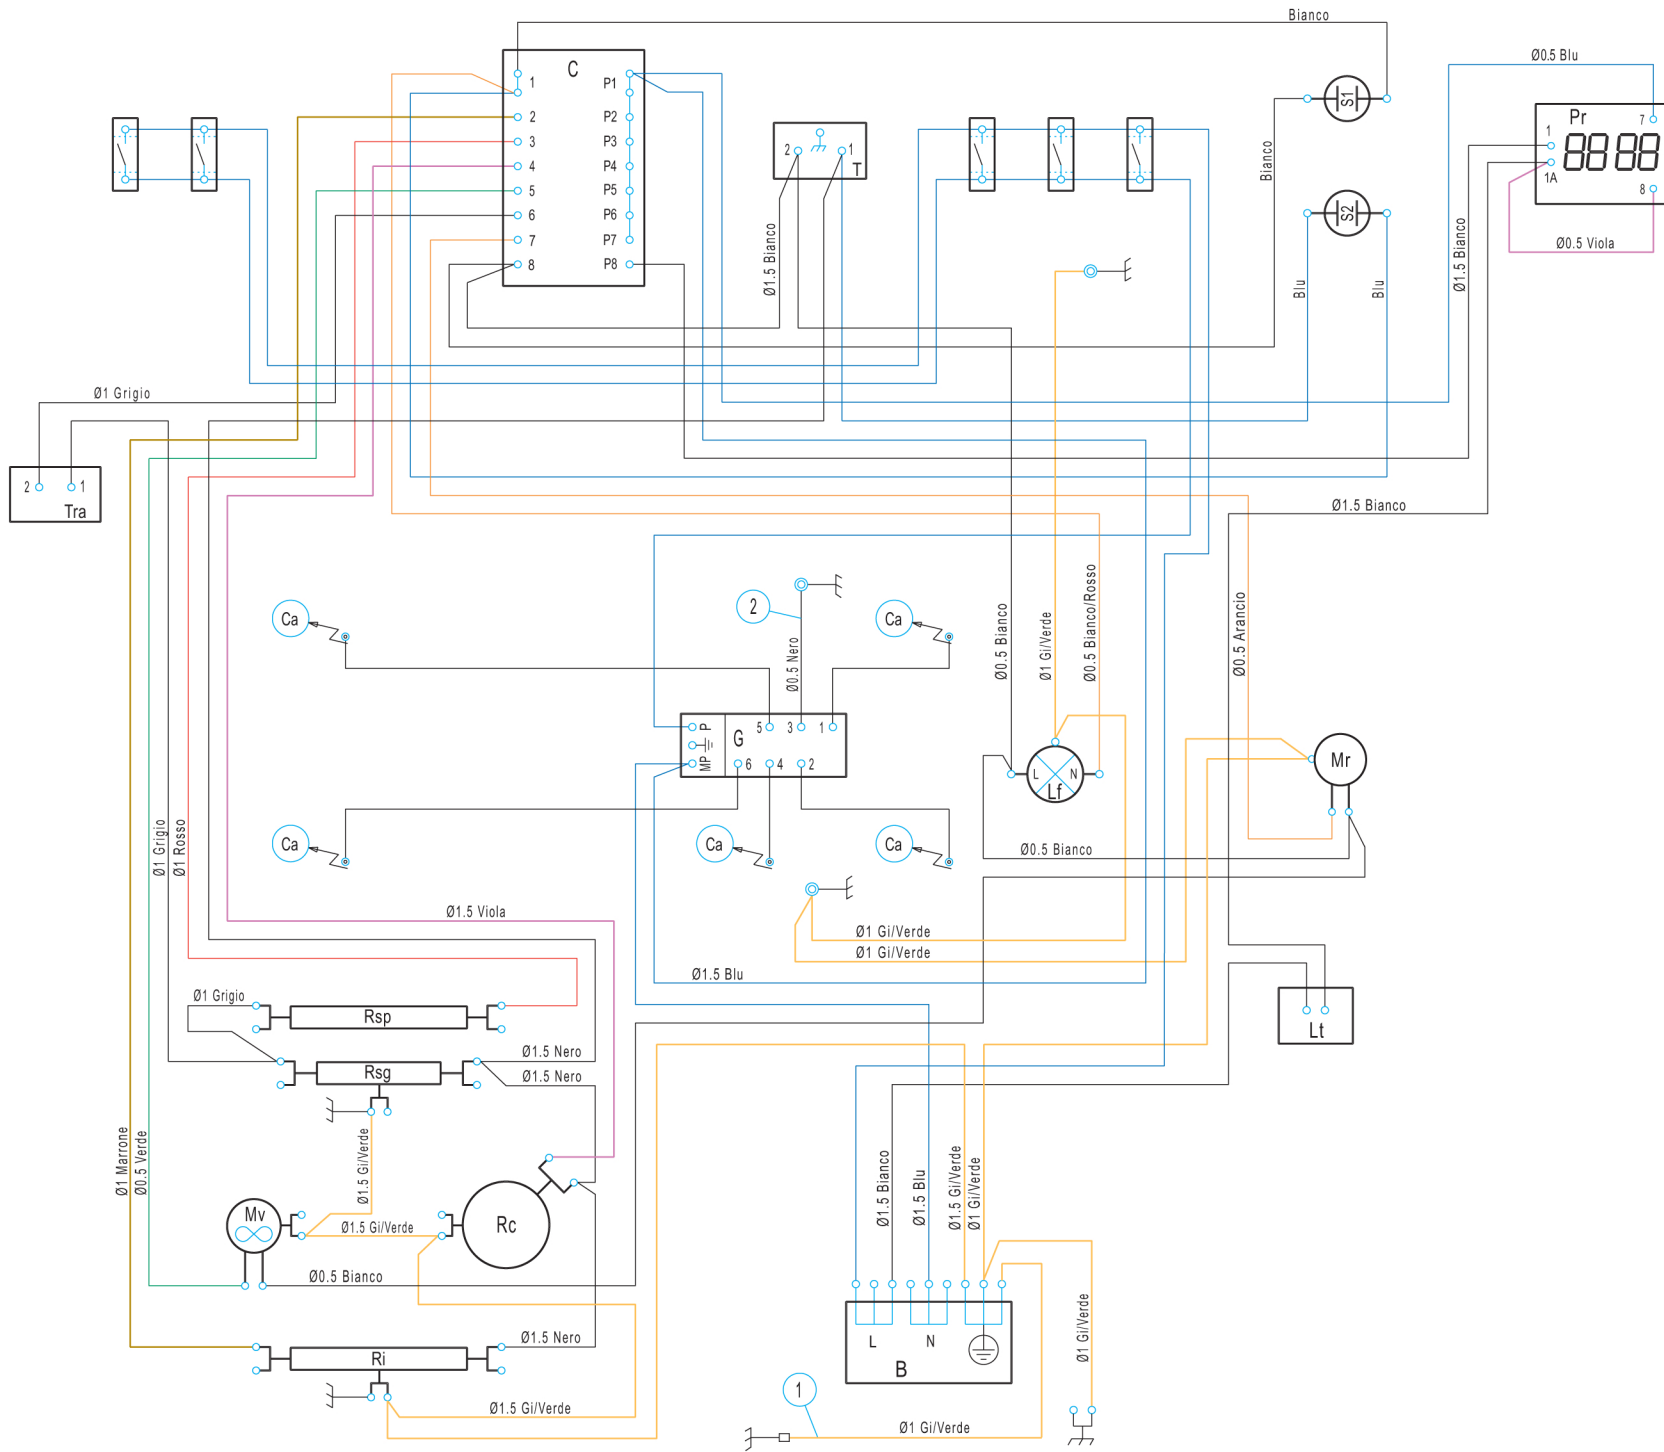 Bianco
Ø0.5 Blu
C
1
2
3
4
5
6
7
8
P1
P2
P3
P4
P5
P6
P7
P8
2
1
T
S1
S2
Pr
1
1A
7
8
88 88
Ø0.5 Viola
Bianco
Ø1.5 Bianco
Ø1.5 Bianco
Blu
Blu
Ø1 Grigio
2
1
Tra
Ø1.5 Bianco
Ca
2
Ca
Ø0.5 Nero
Ø0.5 Bianco
Ø1 Gi/Verde
Ø0.5 Bianco/Rosso
Ø0.5 Arancio
P
MP
G
5
3
1
6
4
2
L
N
Lf
Mr
Ca
Ca
Ca
Ø0.5 Bianco
Ø1 Grigio
Ø1 Rosso
Ø1.5 Viola
Ø1 Gi/Verde
Ø1 Gi/Verde
Ø1.5 Blu
Ø1 Grigio
Rsp
Lt
Ø1.5 Nero
Rsg
Ø1.5 Nero
Ø1 Marrone
Ø0.5 Verde
Ø1.5 Gi/Verde
Ø1.5 Bianco
Ø1.5 Blu
Ø1.5 Gi/Verde
Ø1 Gi/Verde
Mv
Ø1.5 Gi/Verde
Rc
Ø0.5 Bianco
Ø1.5 Nero
Ri
L
N
B
Ø1 Gi/Verde
Ø1.5 Gi/Verde
1
Ø1 Gi/Verde